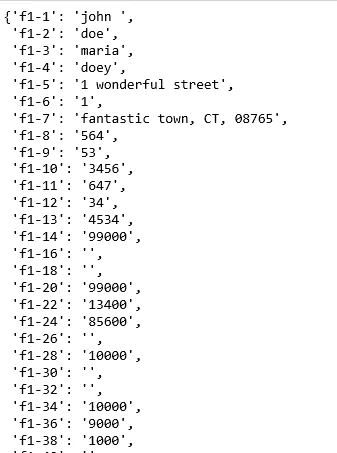 {'f1-1': 'john ',
'f1-2': 'doe',
'f1-3': 'maria',
'f1-4': 'doey',
'f1-5': '1 wonderful street',
'f1-6': '1',
'f1-7': 'fantastic town, CT, 08765',
'f1-8': '564',
'f1-9': '53',
'f1-10': '3456',
'f1-11': '647',
'f1-12': '34',
'f1-13': '4534',
'f1-14': '99000',
'f1-16': '',
'f1-18': '',
'f1-20': '99000',
'f1-22': '13400',
'f1-24': '85600',
'f1-26': '',
'f1-28': '10000',
'f1-30': '',
'f1-32': '',
'f1-34': '10000',
'f1-36': '9000',
'f1-38': '1000',